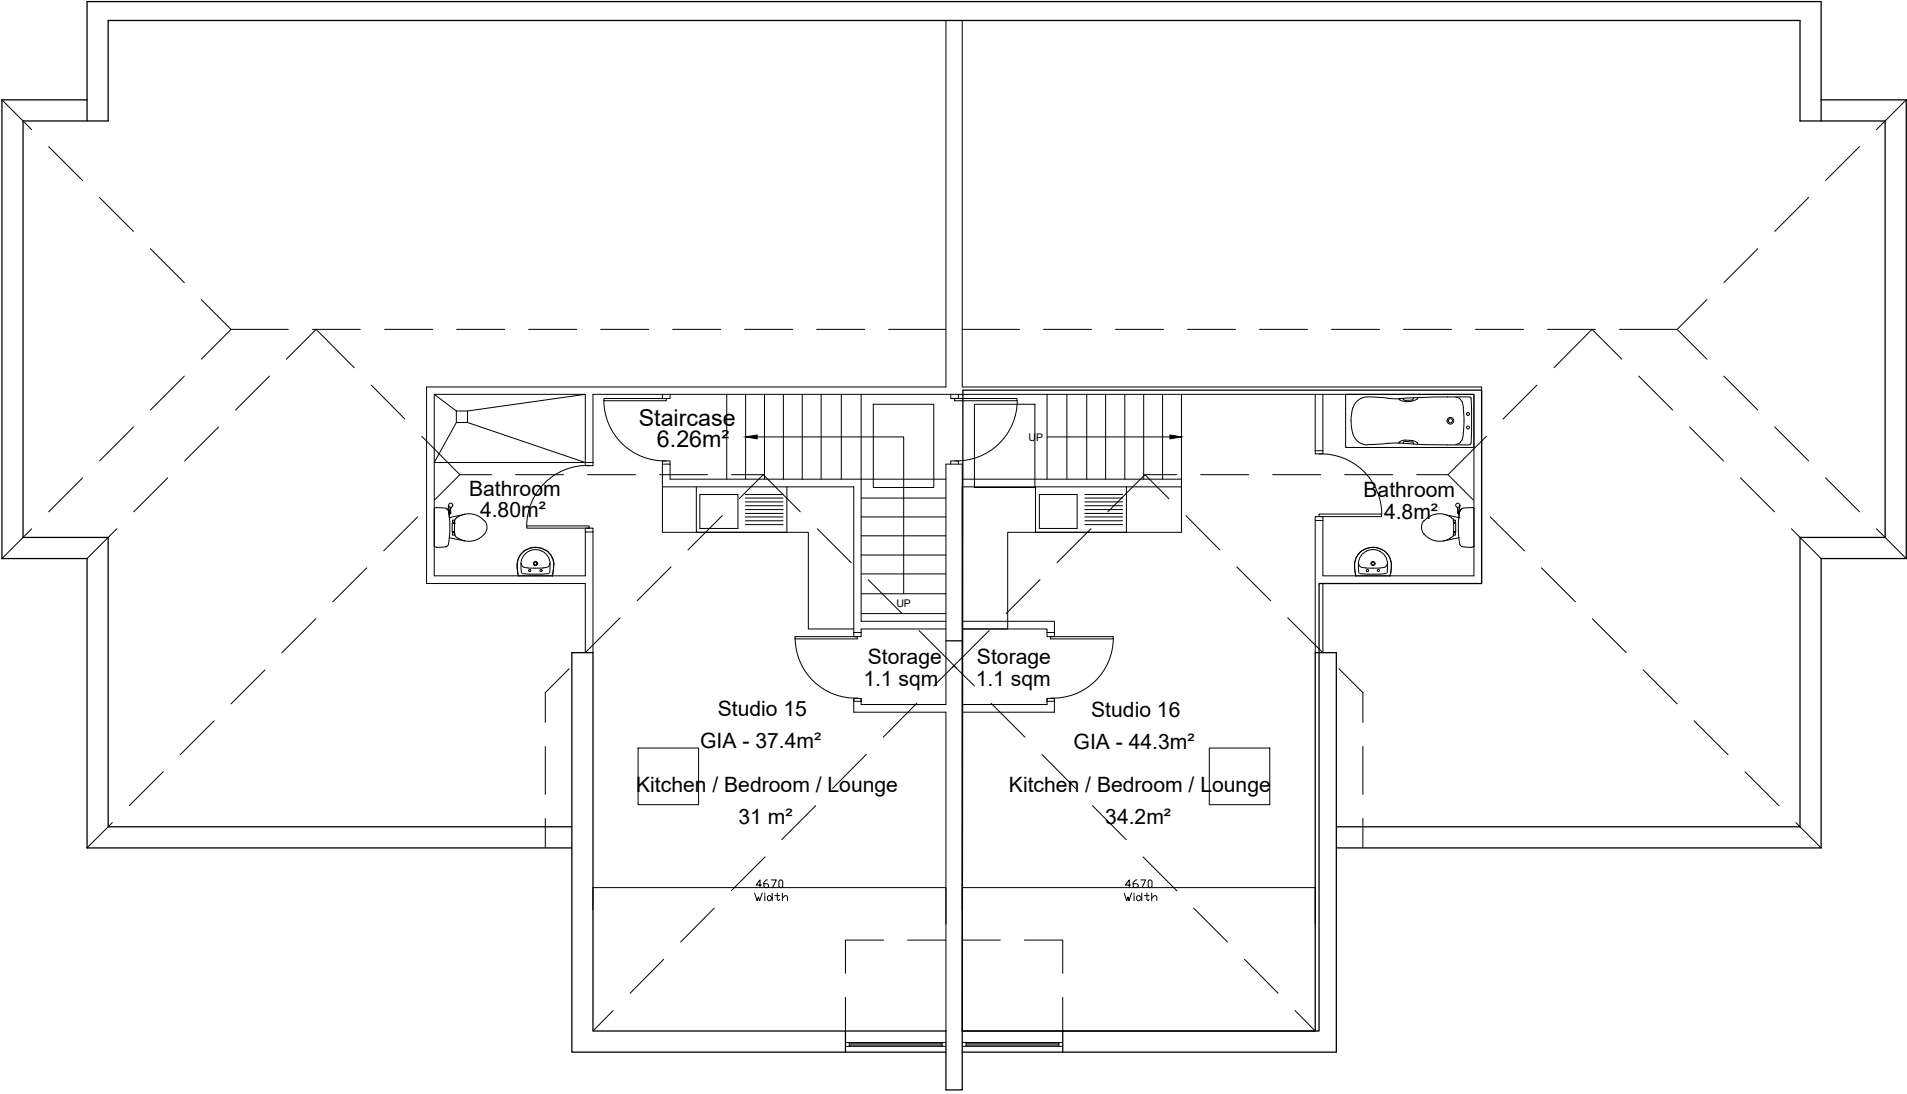 Staircase
6.26m²
UP
Bathroom
4.80m²
Bathroom
4.8m²
UP
Storage
1.1 sqm
Storage
1.1 sqm
Studio 15
GIA - 37.4m²
Kitchen / Bedroom / Lounge
31 m²
Studio 16
GIA - 44.3m²
Kitchen / Bedroom / Lounge
34.2m²
4670
Width
4670
Width